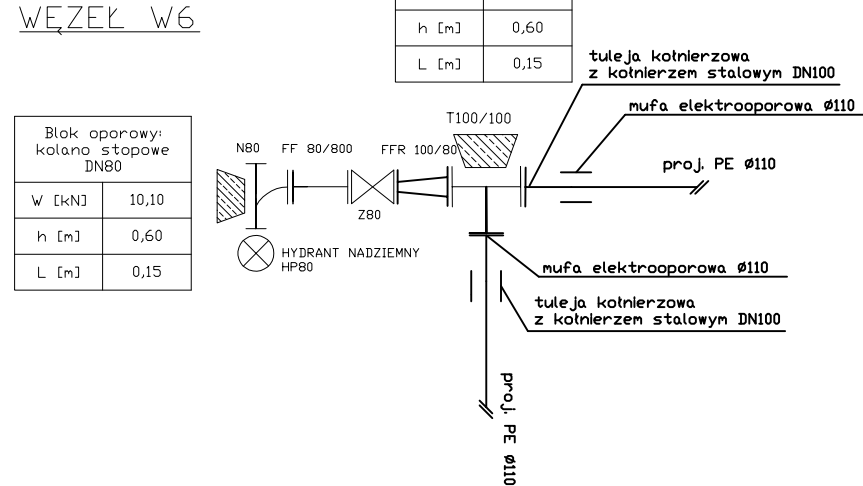 WĘZEŁ W6
h [m] 0,60
L [m] 0,15
tuleja kołnierzowa
z kołnierzem stalowym DN100
mufa elektrooporowa Ø110
T100/100
Blok oporowy:
kolano stopowe
DN80
W [kN] 10,10
h [m] 0,60
L [m] 0,15
N80
FF 80/800
FFR 100/80
proj. PE Ø110
Z80
HYDRANT NADZIEMNY
HP80
mufa elektrooporowa Ø110
tuleja kołnierzowa
z kołnierzem stalowym DN100
proj. PE Ø110